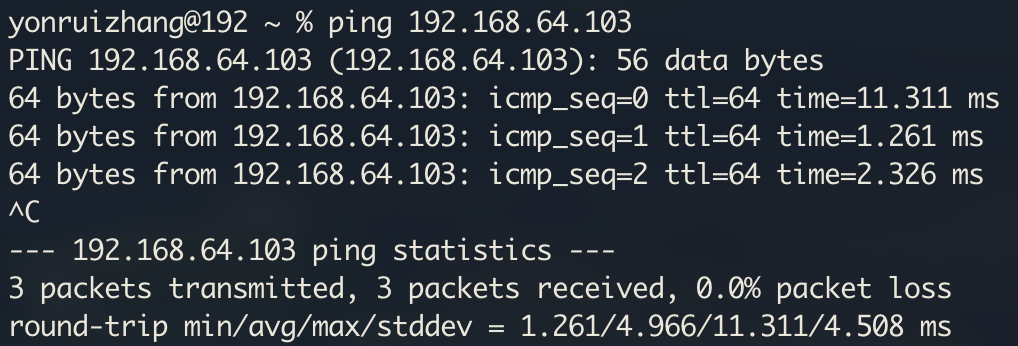 yonruizhang@192 ~ % ping 192.168.64.103
PING 192.168.64.103 (192.168.64.103): 56 data bytes
64 bytes from 192.168.64.103: icmp_seq=0 ttl=64 time=11.311 ms
64 bytes from 192.168.64.103: icmp_seq=1 ttl=64 time=1.261 ms
64 bytes from 192.168.64.103: icmp_seq=2 ttl=64 time=2.326 ms
^C
--- 192.168.64.103 ping statistics ---
3 packets transmitted, 3 packets received, 0.0% packet loss
round-trip min/avg/max/stddev = 1.261/4.966/11.311/4.508 ms